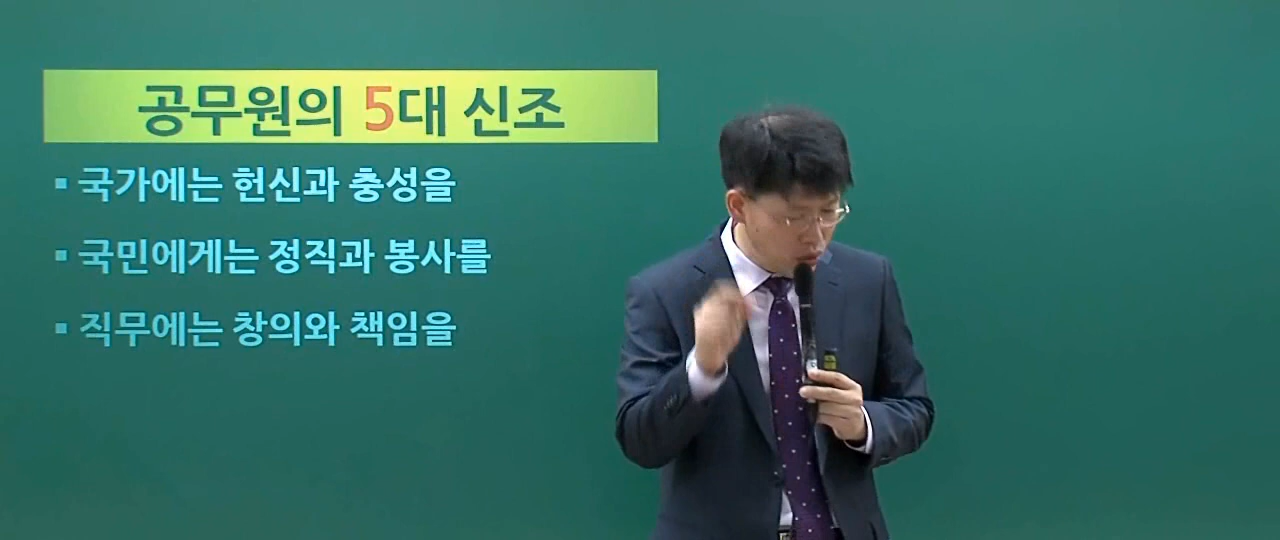 공무원의 5대 신조
▪ 국가에는 헌신과 충성을
▪ 국민에게는 정직과 봉사를
▪ 직무에는 창의와 책임을